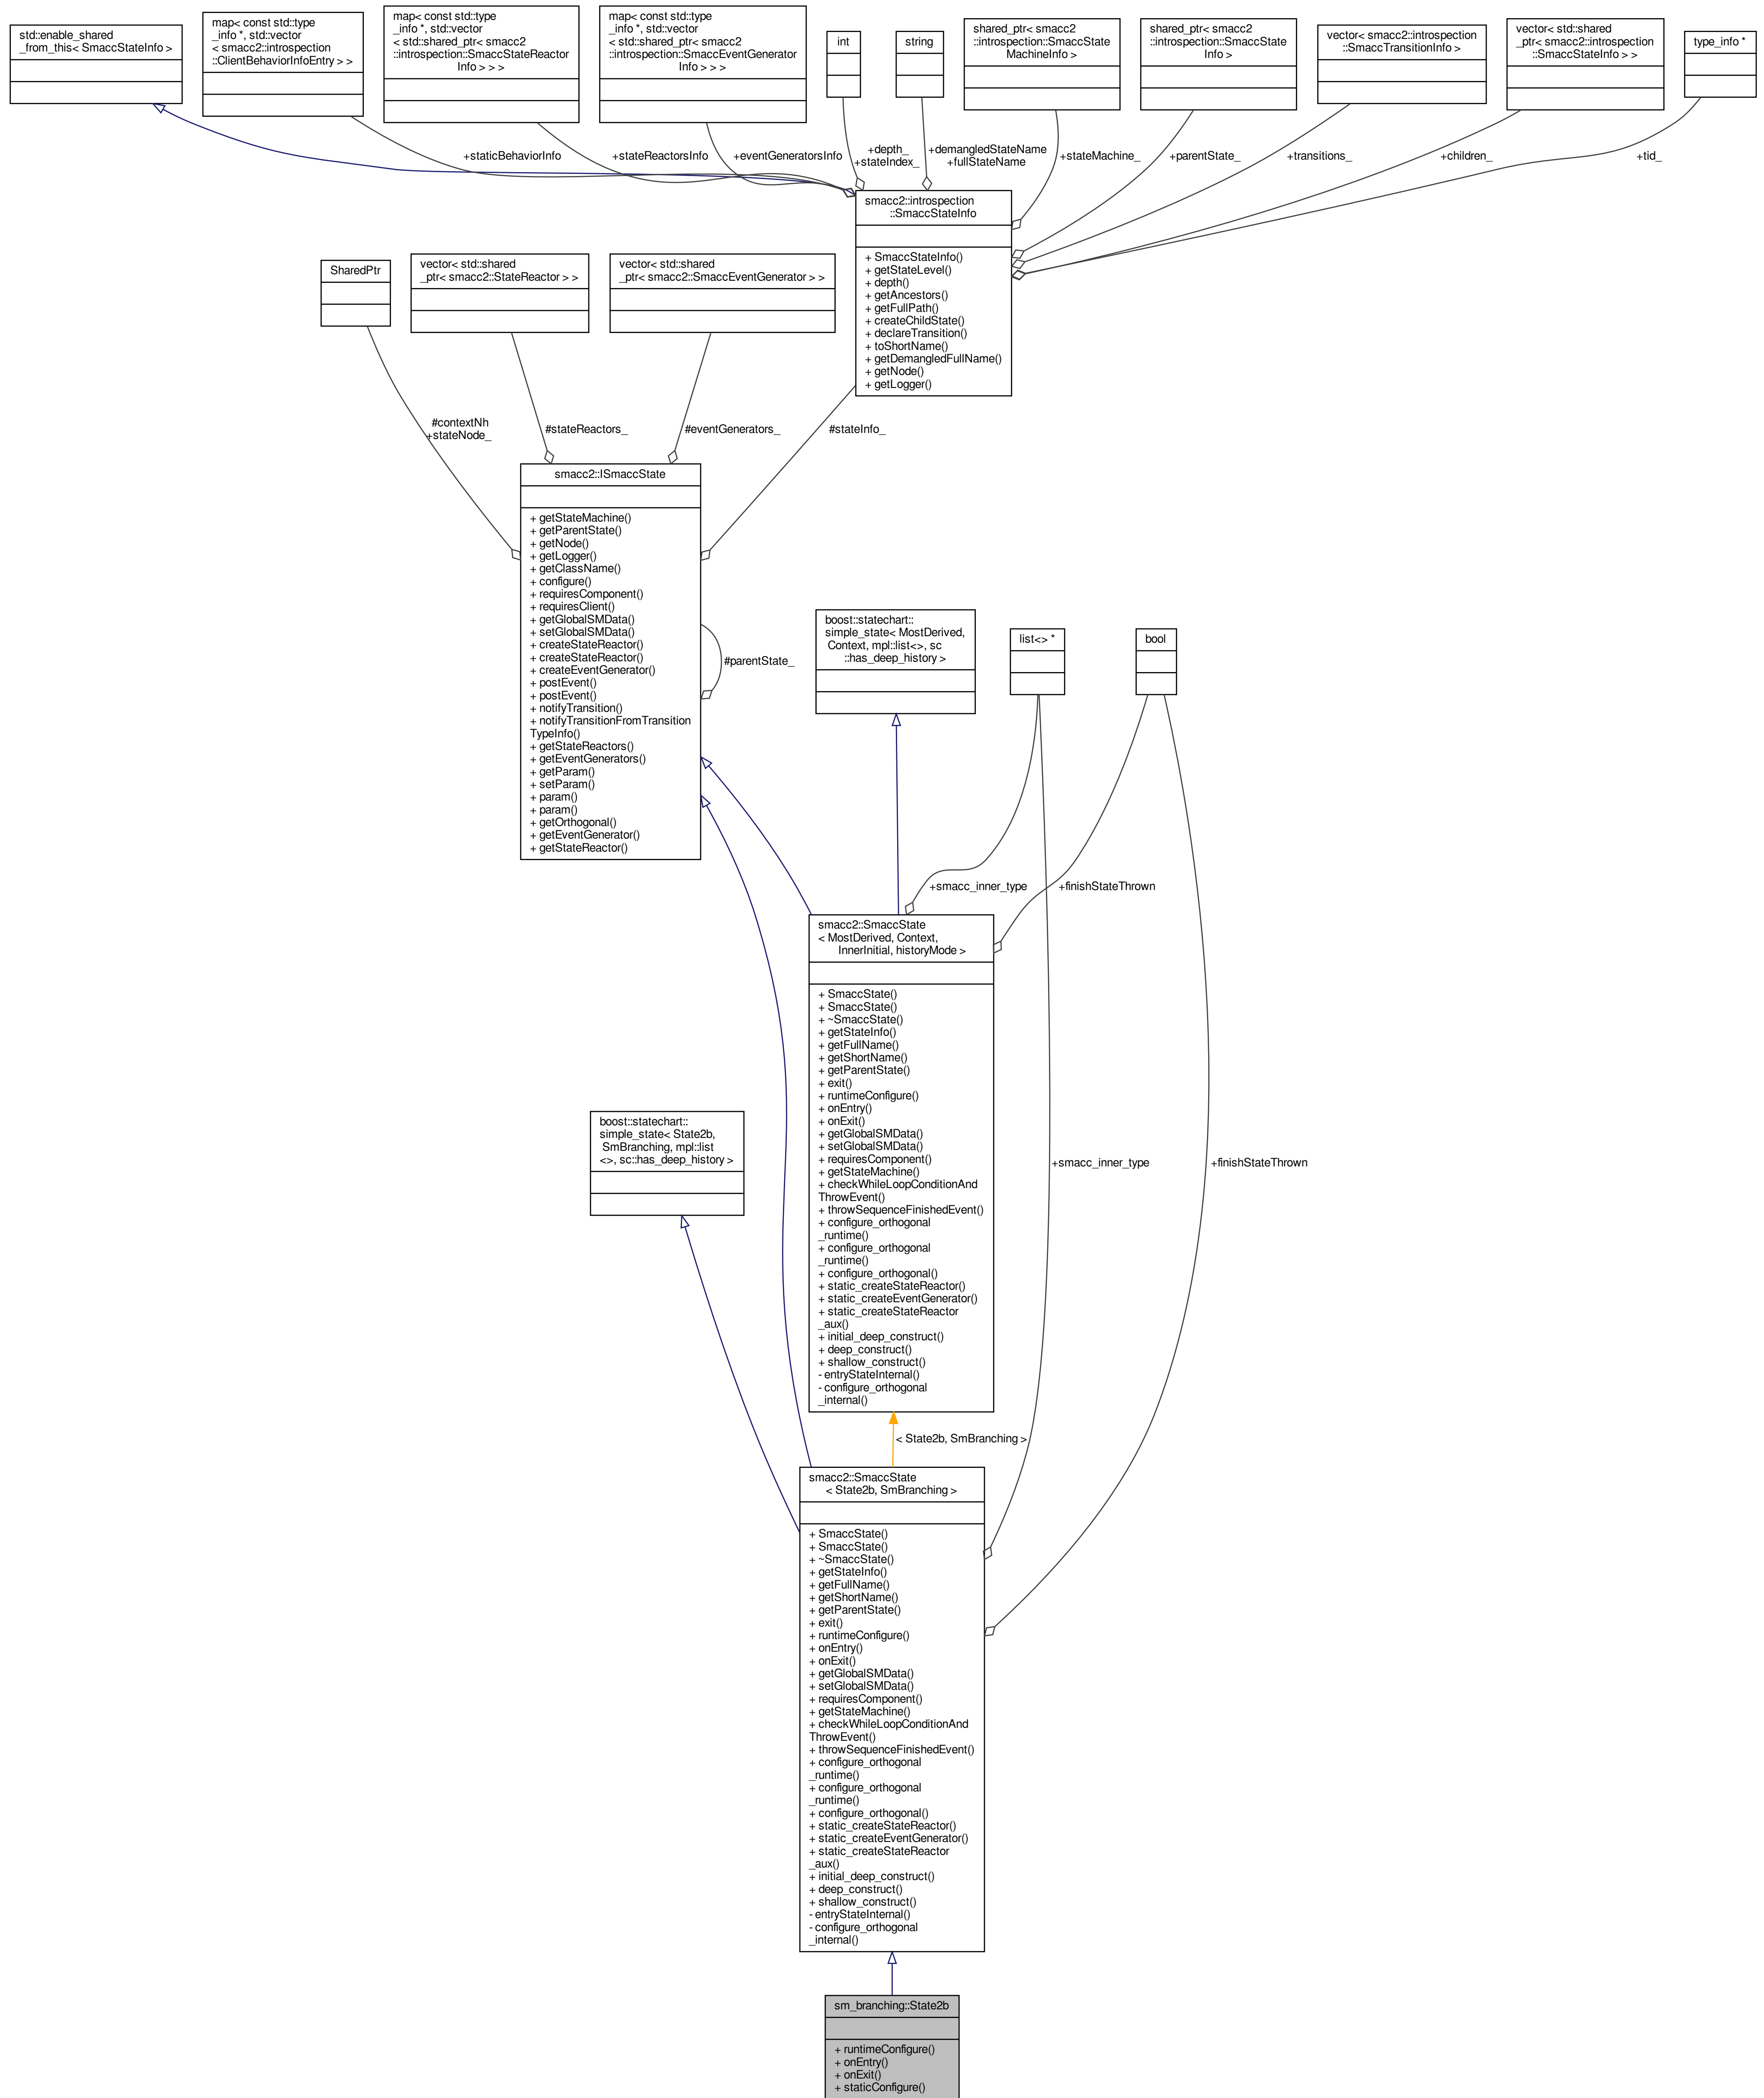 std::enable_shared
_from_this< SmaccStateInfo >
map< const std::type
_info *, std::vector
< smacc2::introspection
::ClientBehaviorInfoEntry > >
map< const std::type
_info *, std::vector
< std::shared_ptr< smacc2
::introspection::SmaccStateReactor
Info > > >
map< const std::type
_info *, std::vector
< std::shared_ptr< smacc2
::introspection::SmaccEventGenerator
Info > > >
int
string
shared_ptr< smacc2
::introspection::SmaccState
MachineInfo >
shared_ptr< smacc2
::introspection::SmaccState
Info >
vector< smacc2::introspection
::SmaccTransitionInfo >
vector< std::shared
_ptr< smacc2::introspection
::SmaccStateInfo > >
type_info *
+staticBehaviorInfo
+stateReactorsInfo
+eventGeneratorsInfo
+depth_
+stateIndex_
+demangledStateName
+fullStateName
+stateMachine_
+parentState_
+transitions_
+children_
+tid_
smacc2::introspection
::SmaccStateInfo
+ SmaccStateInfo()
+ getStateLevel()
+ depth()
+ getAncestors()
+ getFullPath()
+ createChildState()
+ declareTransition()
+ toShortName()
+ getDemangledFullName()
+ getNode()
+ getLogger()
SharedPtr
vector< std::shared
_ptr< smacc2::StateReactor > >
vector< std::shared
_ptr< smacc2::SmaccEventGenerator > >
#contextNh
+stateNode_
#stateReactors_
#eventGenerators_
#stateInfo_
smacc2::ISmaccState
+ getStateMachine()
+ getParentState()
+ getNode()
+ getLogger()
+ getClassName()
+ configure()
+ requiresComponent()
+ requiresClient()
+ getGlobalSMData()
+ setGlobalSMData()
+ createStateReactor()
+ createStateReactor()
+ createEventGenerator()
+ postEvent()
+ postEvent()
+ notifyTransition()
+ notifyTransitionFromTransition
TypeInfo()
+ getStateReactors()
+ getEventGenerators()
+ getParam()
+ setParam()
+ param()
+ param()
+ getOrthogonal()
+ getEventGenerator()
+ getStateReactor()
#parentState_
boost::statechart::
simple_state< MostDerived,
Context, mpl::list<>, sc
::has_deep_history >
list<> *
bool
+smacc_inner_type
+finishStateThrown
smacc2::SmaccState
< MostDerived, Context,
InnerInitial, historyMode >
+ SmaccState()
+ SmaccState()
+ ~SmaccState()
+ getStateInfo()
+ getFullName()
+ getShortName()
+ getParentState()
+ exit()
+ runtimeConfigure()
+ onEntry()
+ onExit()
+ getGlobalSMData()
+ setGlobalSMData()
+ requiresComponent()
+ getStateMachine()
+ checkWhileLoopConditionAnd
ThrowEvent()
+ throwSequenceFinishedEvent()
+ configure_orthogonal
_runtime()
+ configure_orthogonal
_runtime()
+ configure_orthogonal()
+ static_createStateReactor()
+ static_createEventGenerator()
+ static_createStateReactor
_aux()
+ initial_deep_construct()
+ deep_construct()
+ shallow_construct()
- entryStateInternal()
- configure_orthogonal
_internal()
boost::statechart::
simple_state< State2b,
SmBranching, mpl::list
<>, sc::has_deep_history >
+smacc_inner_type
+finishStateThrown
< State2b, SmBranching >
smacc2::SmaccState
< State2b, SmBranching >
+ SmaccState()
+ SmaccState()
+ ~SmaccState()
+ getStateInfo()
+ getFullName()
+ getShortName()
+ getParentState()
+ exit()
+ runtimeConfigure()
+ onEntry()
+ onExit()
+ getGlobalSMData()
+ setGlobalSMData()
+ requiresComponent()
+ getStateMachine()
+ checkWhileLoopConditionAnd
ThrowEvent()
+ throwSequenceFinishedEvent()
+ configure_orthogonal
_runtime()
+ configure_orthogonal
_runtime()
+ configure_orthogonal()
+ static_createStateReactor()
+ static_createEventGenerator()
+ static_createStateReactor
_aux()
+ initial_deep_construct()
+ deep_construct()
+ shallow_construct()
- entryStateInternal()
- configure_orthogonal
_internal()
sm_branching::State2b
+ runtimeConfigure()
+ onEntry()
+ onExit()
+ staticConfigure()